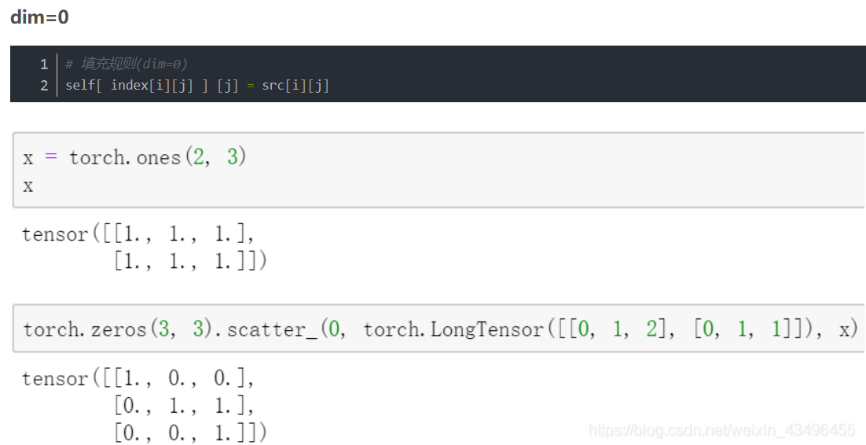 dim=0
1 # 填充规则(dim=0)
2 self[ index[i][j] ] [j] = src[i][j]
x = torch.ones(2, 3)
x
tensor([[1., 1., 1.],
[1., 1., 1.]])
torch.zeros(3, 3).scatter_(0, torch.LongTensor([[0, 1, 2], [0, 1, 1]]), x)
tensor([[1., 0., 0.],
[0., 1., 1.],
[0., 0., 1.]])
https://blog.csdn.net/weixin_43496455